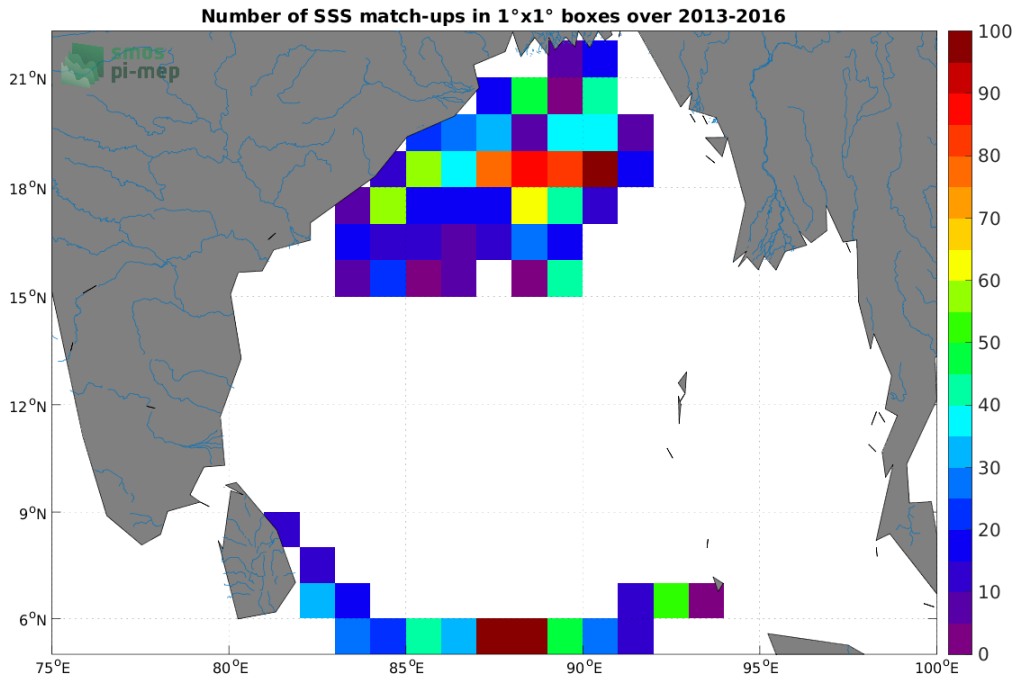 Number of SSS match-ups in 1°x1° boxes over 2013-2016
smos
pi-mep
21°N
18°N
15°N
12°N
9°N
6°N
75°E
80°E
85°E
90°E
95°E
100°E
100
90
80
70
60
50
40
30
20
10
0